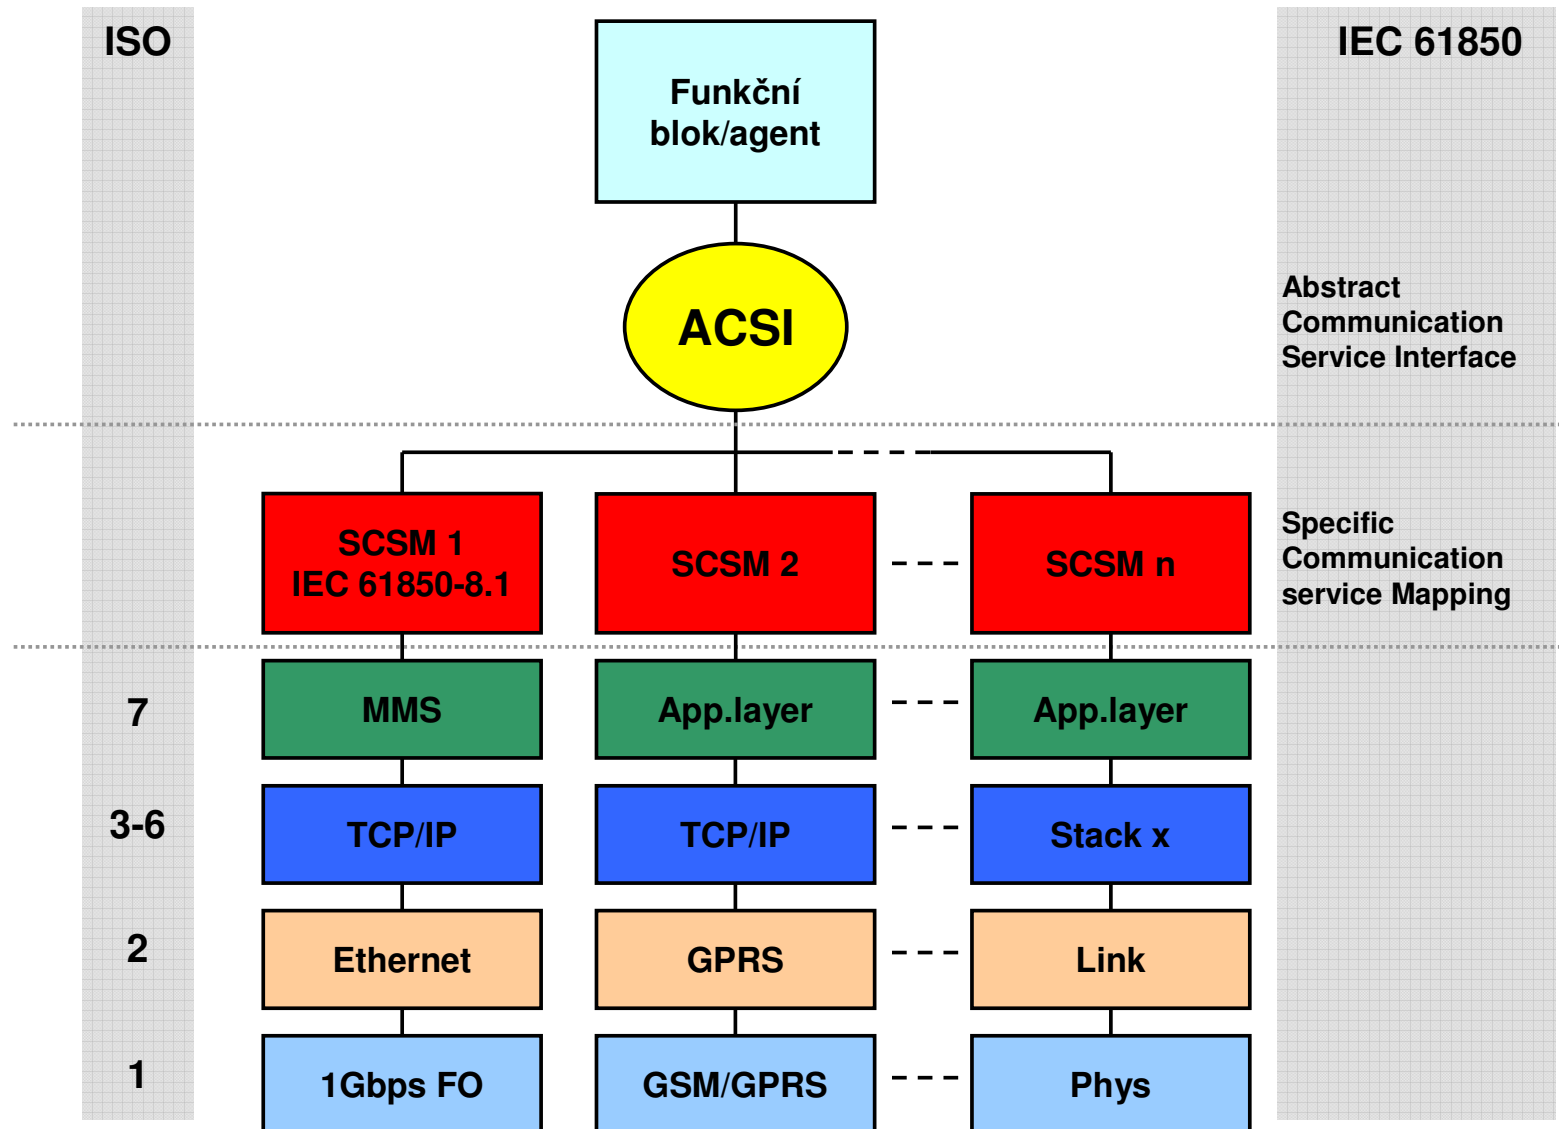 ISO
IEC 61850
Funkční
blok/agent
ACSI
Abstract
Communication
Service Interface
SCSM 1
IEC 61850-8.1
SCSM 2
SCSM n
Specific
Communication
service Mapping
7
MMS
App.layer
App.layer
3-6
TCP/IP
TCP/IP
Stack x
2
Ethernet
GPRS
Link
1
1Gbps FO
GSM/GPRS
Phys